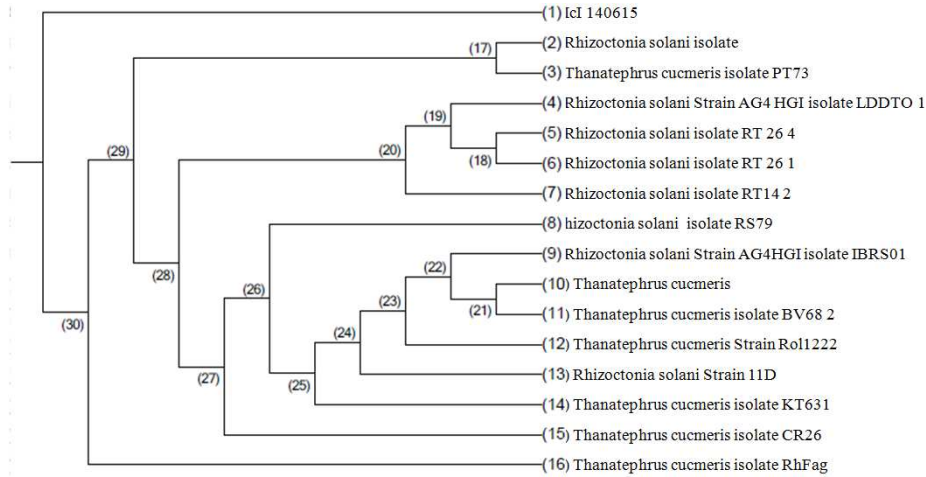 (1) IcI 140615
(17)
(2) Rhizoctonia solani isolate
(3) Thanatephrus cucmeris isolate PT73
(4) Rhizoctonia solani Strain AG4 HGI isolate LDDTO 1
(19)
(5) Rhizoctonia solani isolate RT 26 4
(29)
(20)
(18)
(6) Rhizoctonia solani isolate RT 26 1
(7) Rhizoctonia solani isolate RT14 2
(8) hizoctonia solani isolate RS79
(9) Rhizoctonia solani Strain AG4HGI isolate IBRS01
(22)
(28)
(10) Thanatephrus cucmeris
(26)
(23)
(21)
(11) Thanatephrus cucmeris isolate BV68 2
(30)
(24)
(12) Thanatephrus cucmeris Strain Rol1222
(27)
(25)
(13) Rhizoctonia solani Strain 11D
(14) Thanatephrus cucmeris isolate KT631
(15) Thanatephrus cucmeris isolate CR26
(16) Thanatephrus cucmeris isolate RhFag